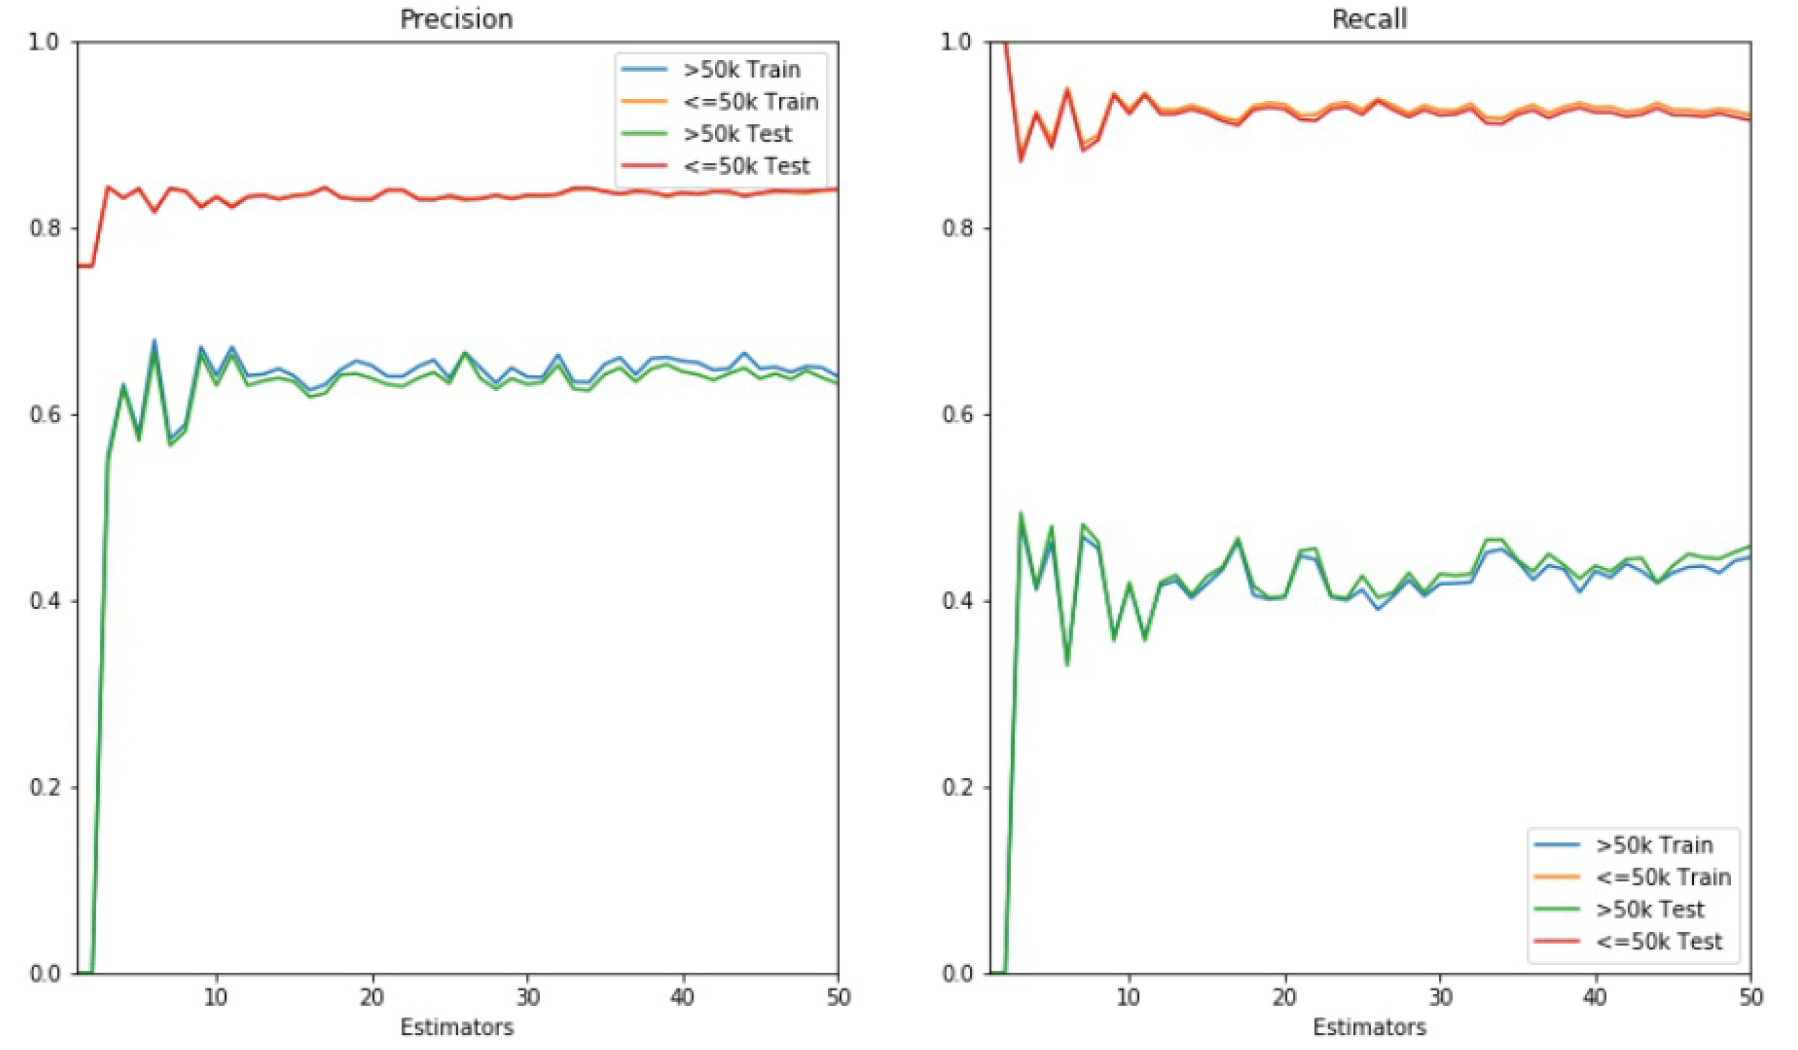 Precision
1.0
0.8
0.6
0.4
0.2
0.0
>50k Train
<=50k Train
>50k Test
<=50k Test
10 20 30 40 50
Estimators
Recall
1.0
0.8
0.6
0.4
0.2
0.0
>50k Train
<=50k Train
>50k Test
<=50k Test
10 20 30 40 50
Estimators